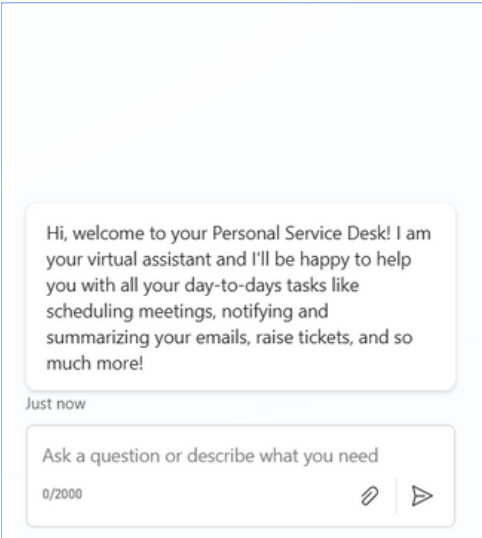 Hi, welcome to your Personal Service Desk! I am
your virtual assistant and I'll be happy to help
you with all your day-to-days tasks like
scheduling meetings, notifying and
summarizing your emails, raise tickets, and so
much more!
Just now
Ask a question or describe what you need
0/2000